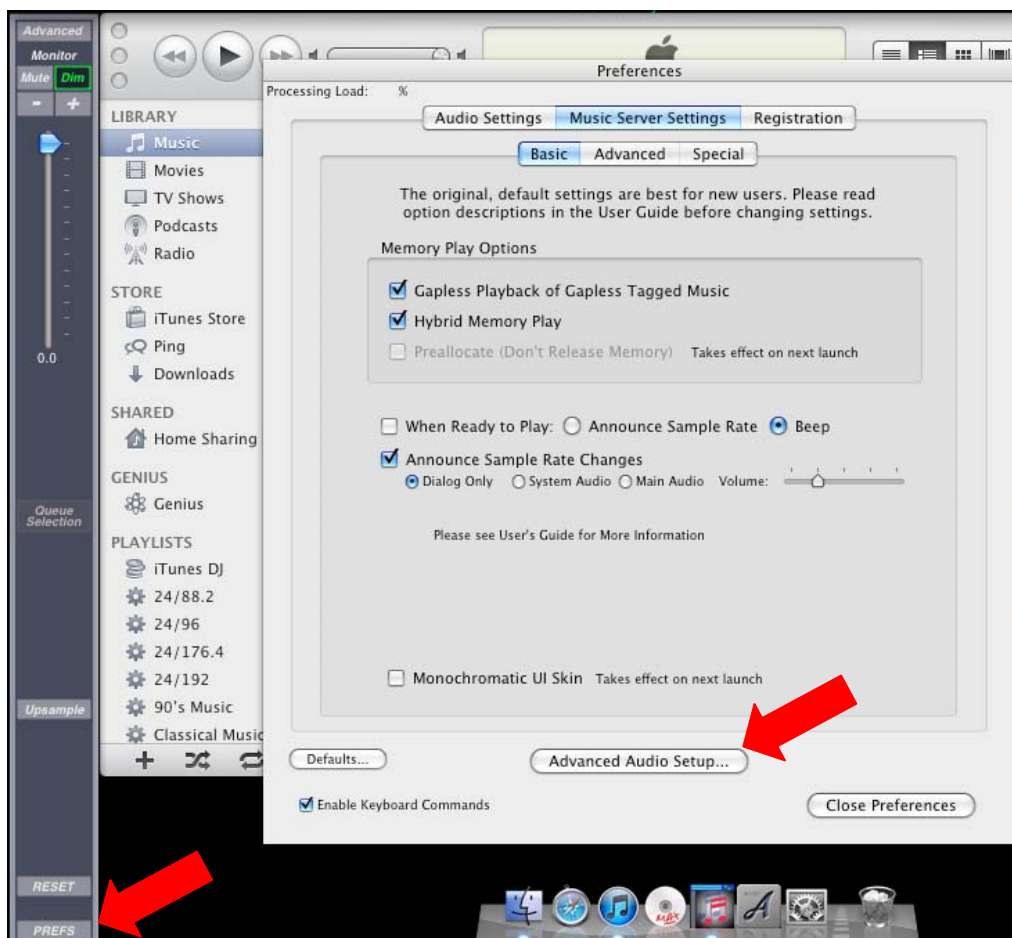 Advanced
Monitor
Mute Dim
- +
0.0
Queue
Selection
Upsample
RESET
PREFS
LIBRARY
Music
Movies
TV Shows
Podcasts
Radio
STORE
iTunes Store
Ping
Downloads
SHARED
Home Sharing
GENIUS
Genius
PLAYLISTS
iTunes DJ
24/88.2
24/96
24/176.4
24/192
90's Music
Classical Music
Preferences
Processing Load: %
Audio Settings Music Server Settings Registration
Basic Advanced Special
The original, default settings are best for new users. Please read
option descriptions in the User Guide before changing settings.
Memory Play Options
Gapless Playback of Gapless Tagged Music
Hybrid Memory Play
Preallocate (Don't Release Memory) Takes effect on next launch
When Ready to Play: Announce Sample Rate Beep
Announce Sample Rate Changes
Dialog Only System Audio Main Audio Volume:
Please see User's Guide for More Information
Monochromatic UI Skin Takes effect on next launch
Defaults... Advanced Audio Setup...
Enable Keyboard Commands Close Preferences
MAX
A